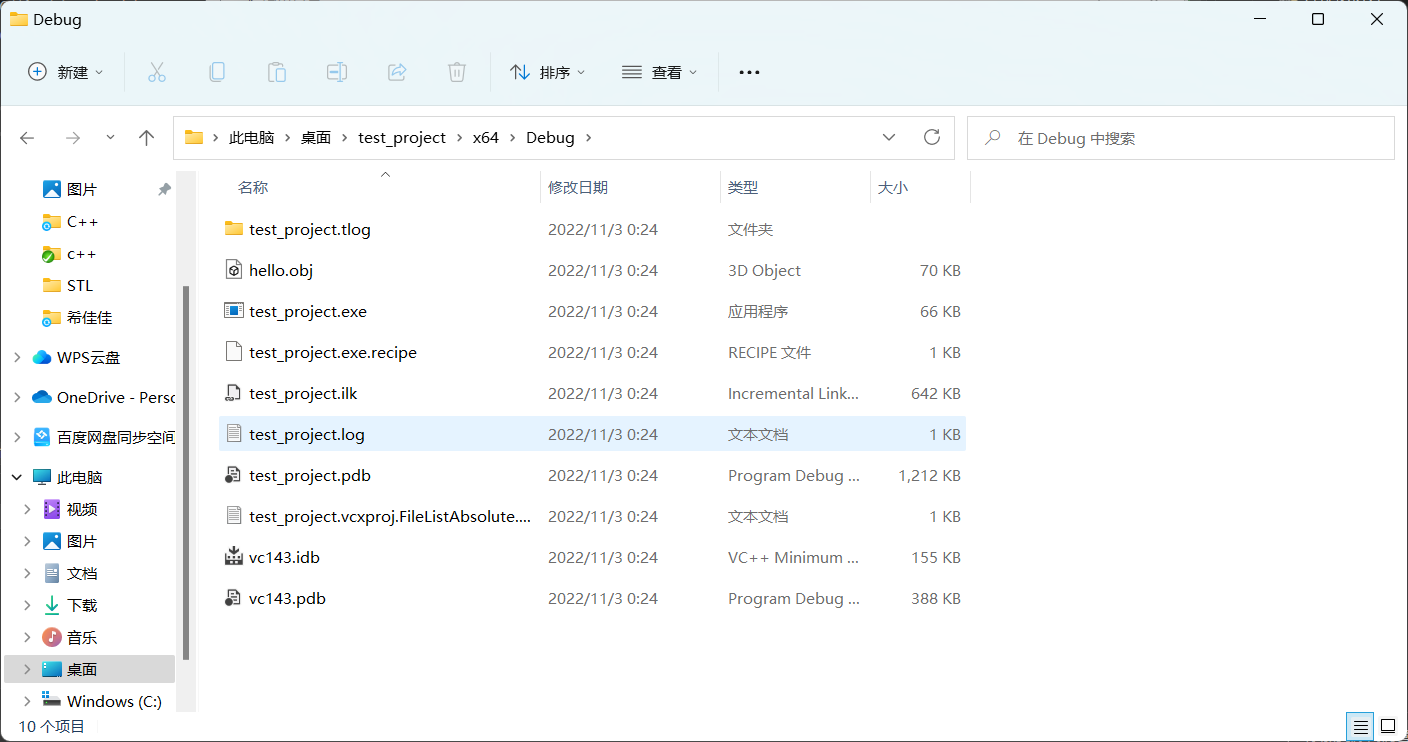 Debug
新建
排序
查看
此电脑 桌面 test_project x64 Debug
在 Debug 中搜索
图片
C++
c++
STL
希佳佳
WPS云盘
OneDrive - Perso
百度网盘同步空间
此电脑
视频
图片
文档
下载
音乐
桌面
Windows (C:)
名称 修改日期 类型 大小
test_project.tlog 2022/11/3 0:24 文件夹
hello.obj 2022/11/3 0:24 3D Object 70 KB
test_project.exe 2022/11/3 0:24 应用程序 66 KB
test_project.exe.recipe 2022/11/3 0:24 RECIPE 文件 1 KB
test_project.ilk 2022/11/3 0:24 Incremental Link... 642 KB
test_project.log 2022/11/3 0:24 文本文档 1 KB
test_project.pdb 2022/11/3 0:24 Program Debug ... 1,212 KB
test_project.vcxproj.FileListAbsolute.... 2022/11/3 0:24 文本文档 1 KB
vc143.idb 2022/11/3 0:24 VC++ Minimum ... 155 KB
vc143.pdb 2022/11/3 0:24 Program Debug ... 388 KB
10 个项目